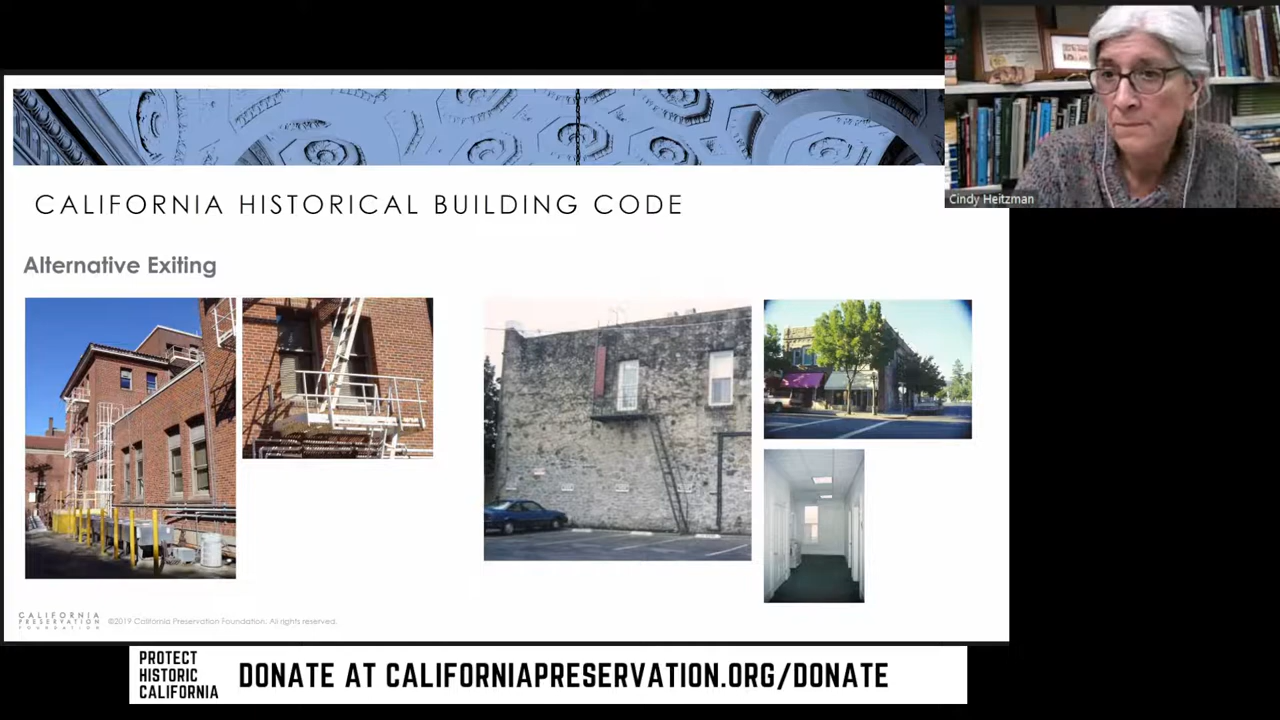 Cindy Heitzman
CALIFORNIA HISTORICAL BUILDING CODE
Alternative Exiting
CALIFORNIA
PRESERVATION
FOUNDATION
©2019 California Preservation Foundation. All rights reserved.
PROTECT
HISTORIC
CALIFORNIA
DONATE AT CALIFORNIAPRESERVATION.ORG/DONATE